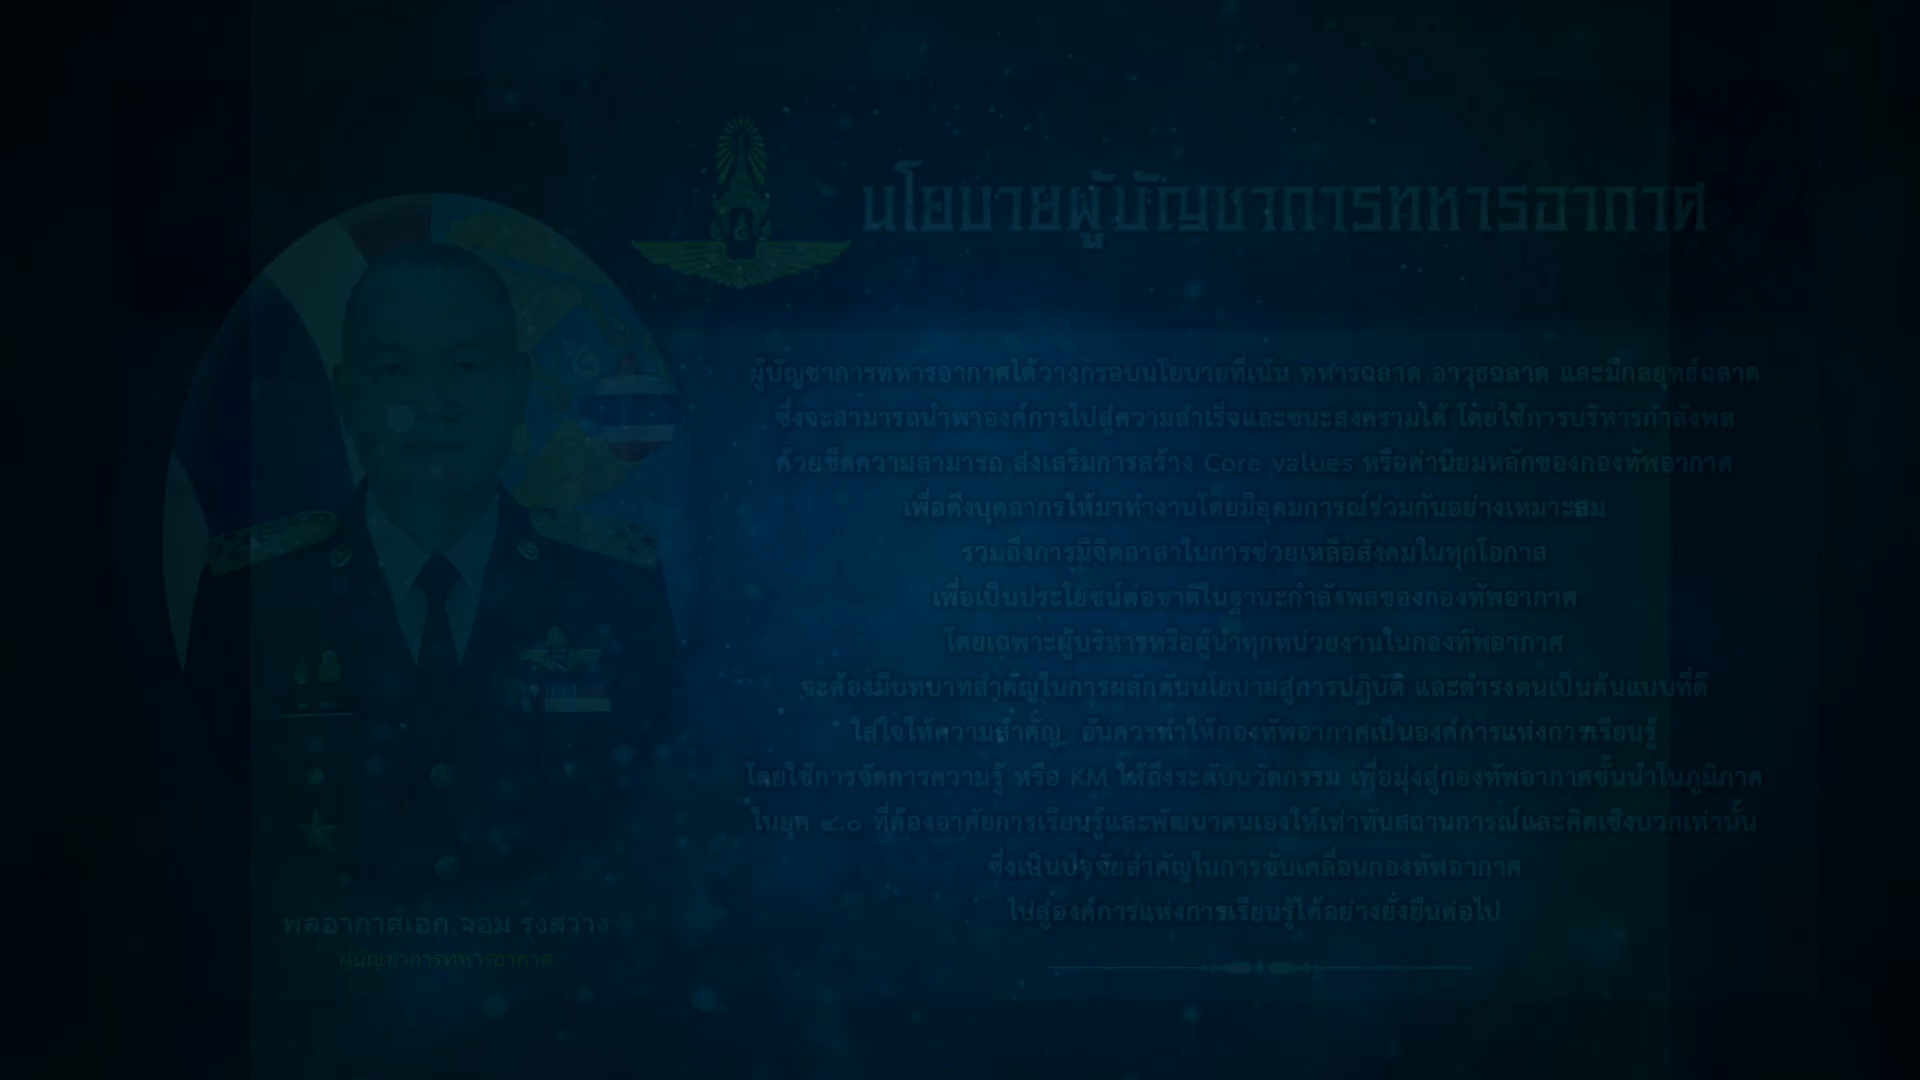 นโยบายผู้บัญชาการทหารอากาศ
ผู้บัญชาการทหารอากาศได้วางกรอบนโยบายที่เน้น ทหารฉลาด อาวุธฉลาด และมีกลยุทธ์ฉลาด
ซึ่งจะสามารถนำพาองค์การไปสู่ความสำเร็จและชนะสงครามได้ โดยใช้การบริหารกำลังพล
ด้วยขีดความสามารถ ส่งเสริมการสร้าง Core values หรือค่านิยมหลักของกองทัพอากาศ
เพื่อดึงบุคลากรให้มาทำงานโดยมีอุดมการณ์ร่วมกันอย่างเหมาะสม
รวมถึงการมีจิตอาสาในการช่วยเหลือสังคมในทุกโอกาส
เพื่อเป็นประโยชน์ต่อชาติในฐานะกำลังพลของกองทัพอากาศ
โดยเฉพาะผู้บริหารหรือผู้นำทุกหน่วยงานในกองทัพอากาศ
จะต้องมีบทบาทสำคัญในการผลักดันนโยบายสู่การปฏิบัติ และดำรงตนเป็นต้นแบบที่ดี
ใส่ใจให้ความสำคัญ อันควรทำให้กองทัพอากาศเป็นองค์การแห่งการเรียนรู้
โดยใช้การจัดการความรู้ หรือ KM ให้ถึงระดับนวัตกรรม เพื่อมุ่งสู่กองทัพอากาศชั้นนำในภูมิภาค
ในยุค ๔.๐ ที่ต้องอาศัยการเรียนรู้และพัฒนาตนเองให้เท่าทันสถานการณ์และคิดเชิงบวกเท่านั้น
ซึ่งเป็นปัจจัยสำคัญในการขับเคลื่อนกองทัพอากาศ
ไปสู่องค์การแห่งการเรียนรู้ได้อย่างยั่งยืนต่อไป
พลอากาศเอก จอม รุ่งสว่าง
ผู้บัญชาการทหารอากาศ